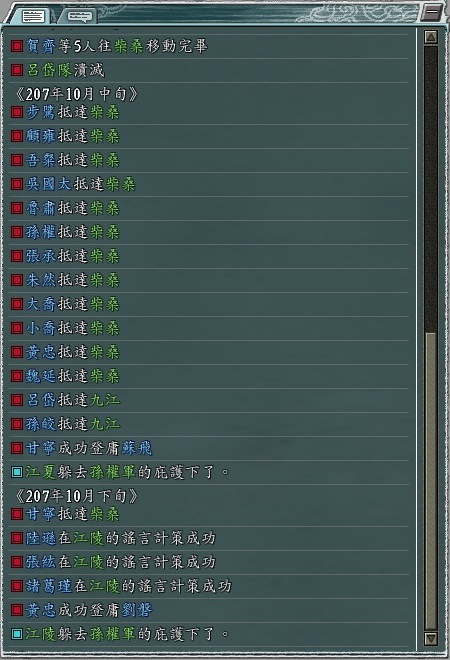 賀齊等5人往柴桑移動完畢
呂岱隊潰滅
《207年10月中旬》
步騭抵達柴桑
顧雍抵達柴桑
吾粲抵達柴桑
吳國太抵達柴桑
魯肅抵達柴桑
孫權抵達柴桑
張承抵達柴桑
朱然抵達柴桑
大喬抵達柴桑
小喬抵達柴桑
黃忠抵達柴桑
魏延抵達柴桑
呂岱抵達九江
孫皎抵達九江
甘寧成功登庸蘇飛
江夏躲去孫權軍的庇護下了。
《207年10月下旬》
甘寧抵達柴桑
陸遜在江陵的謠言計策成功
張紘在江陵的謠言計策成功
諸葛瑾在江陵的謠言計策成功
黃忠成功登庸劉磐
江陵躲去孫權軍的庇護下了。